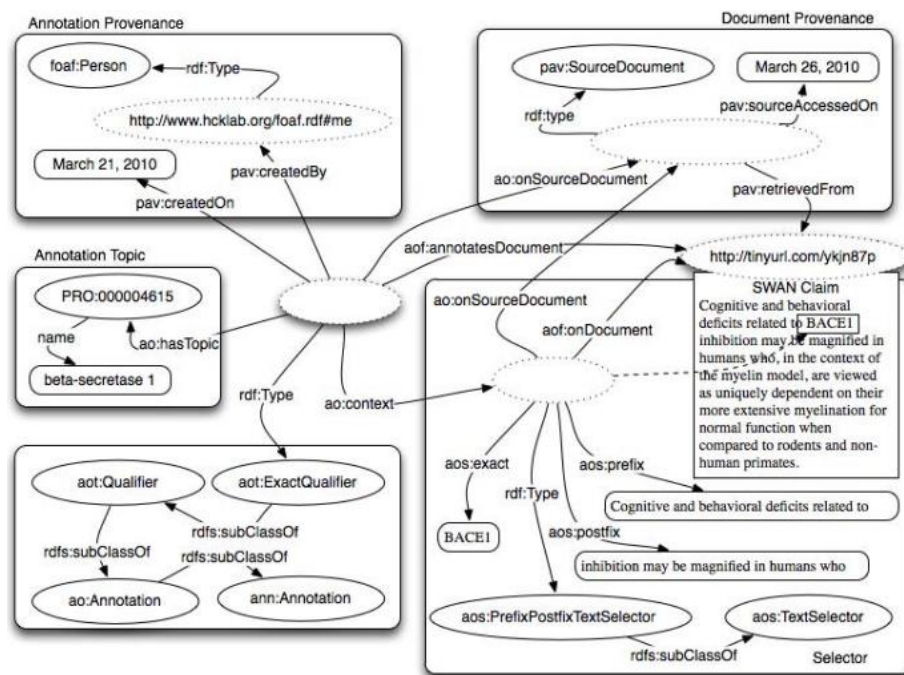 Annotation Provenance
foaf:Person
rdf:Type
http://www.hcklab.org/foaf.rdf#me
March 21, 2010
pav:createdBy
pav:createdOn
Document Provenance
pav:SourceDocument
March 26, 2010
rdf:type
pav:sourceAccessedOn
ao:onSourceDocument
pav:retrievedFrom
aof:annotatesDocument
http://tinyurl.com/ykjn87p
Annotation Topic
PRO:000004615
name
ao:hasTopic
beta-secretase 1
rdf:Type
ao:context
ao:onSourceDocument
aof:onDocument
SWAN Claim
Cognitive and behavioral
deficits related to BACE1
inhibition may be magnified in
humans who, in the context of
the myelin model, are viewed
as uniquely dependent on their
more extensive myelination for
normal function when
compared to rodents and non-
human primates.
aot:Qualifier
aot:ExactQualifier
rdfs:subClassOf
rdfs:subClassOf
rdfs:subClassOf
ao:Annotation
ann:Annotation
aos:exact
aos:prefix
rdf:Type
Cognitive and behavioral deficits related to
aos:postfix
BACE1
inhibition may be magnified in humans who
aos:PrefixPostfixTextSelector
aos:TextSelector
rdfs:subClassOf
Selector